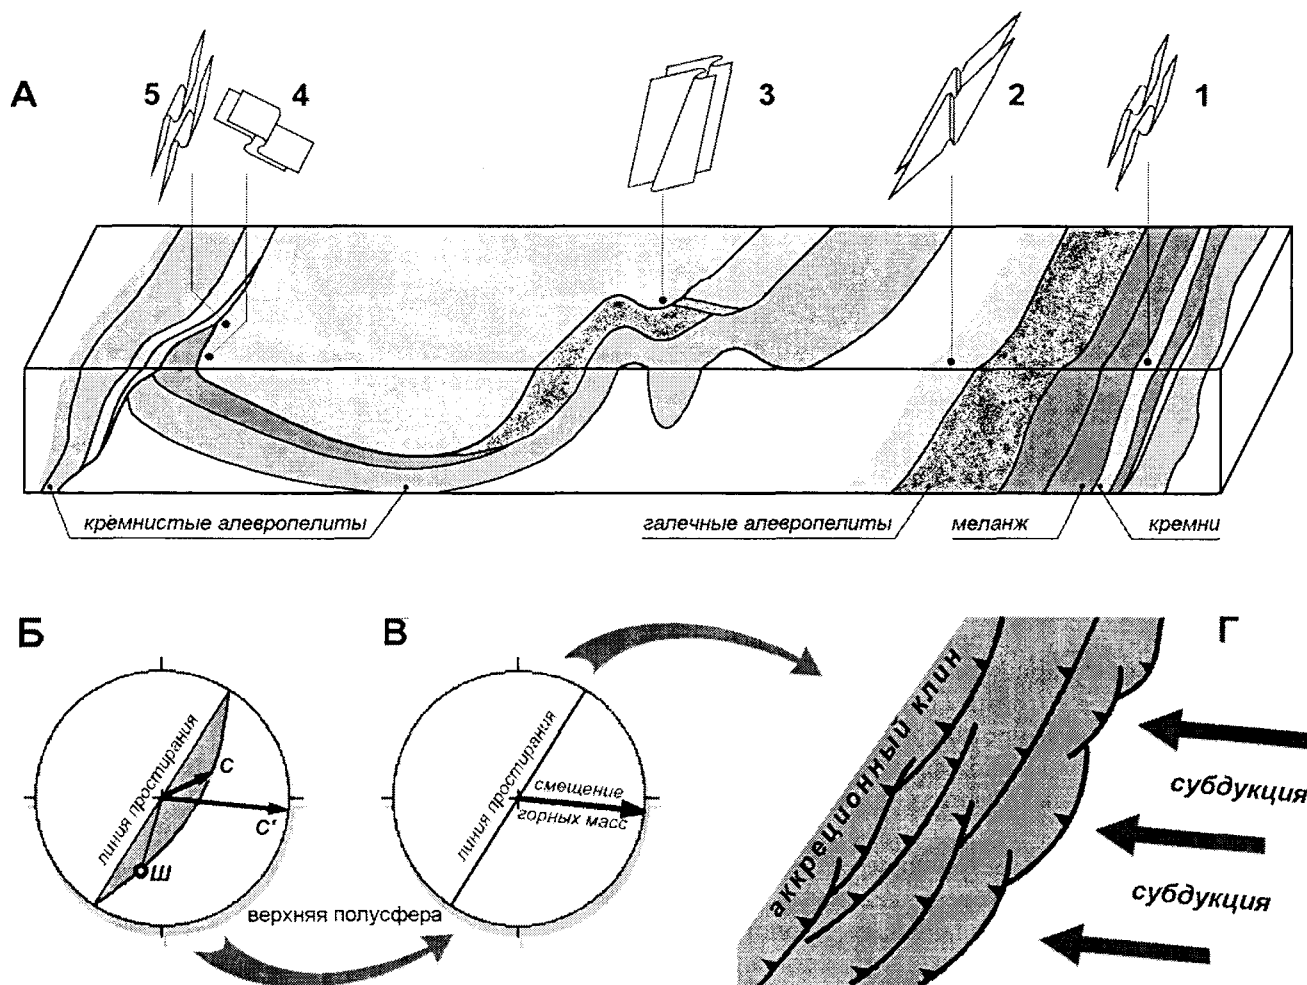 А
5
4
3
2
1
кремнистые алевропелиты
галечные алевропелиты
меланж
кремни
Б
В
Г
линия простирания
С
С'
Ш
линия простирания
смещение
горных масс
верхняя полусфера
аккреционный клин
субдукция
субдукция